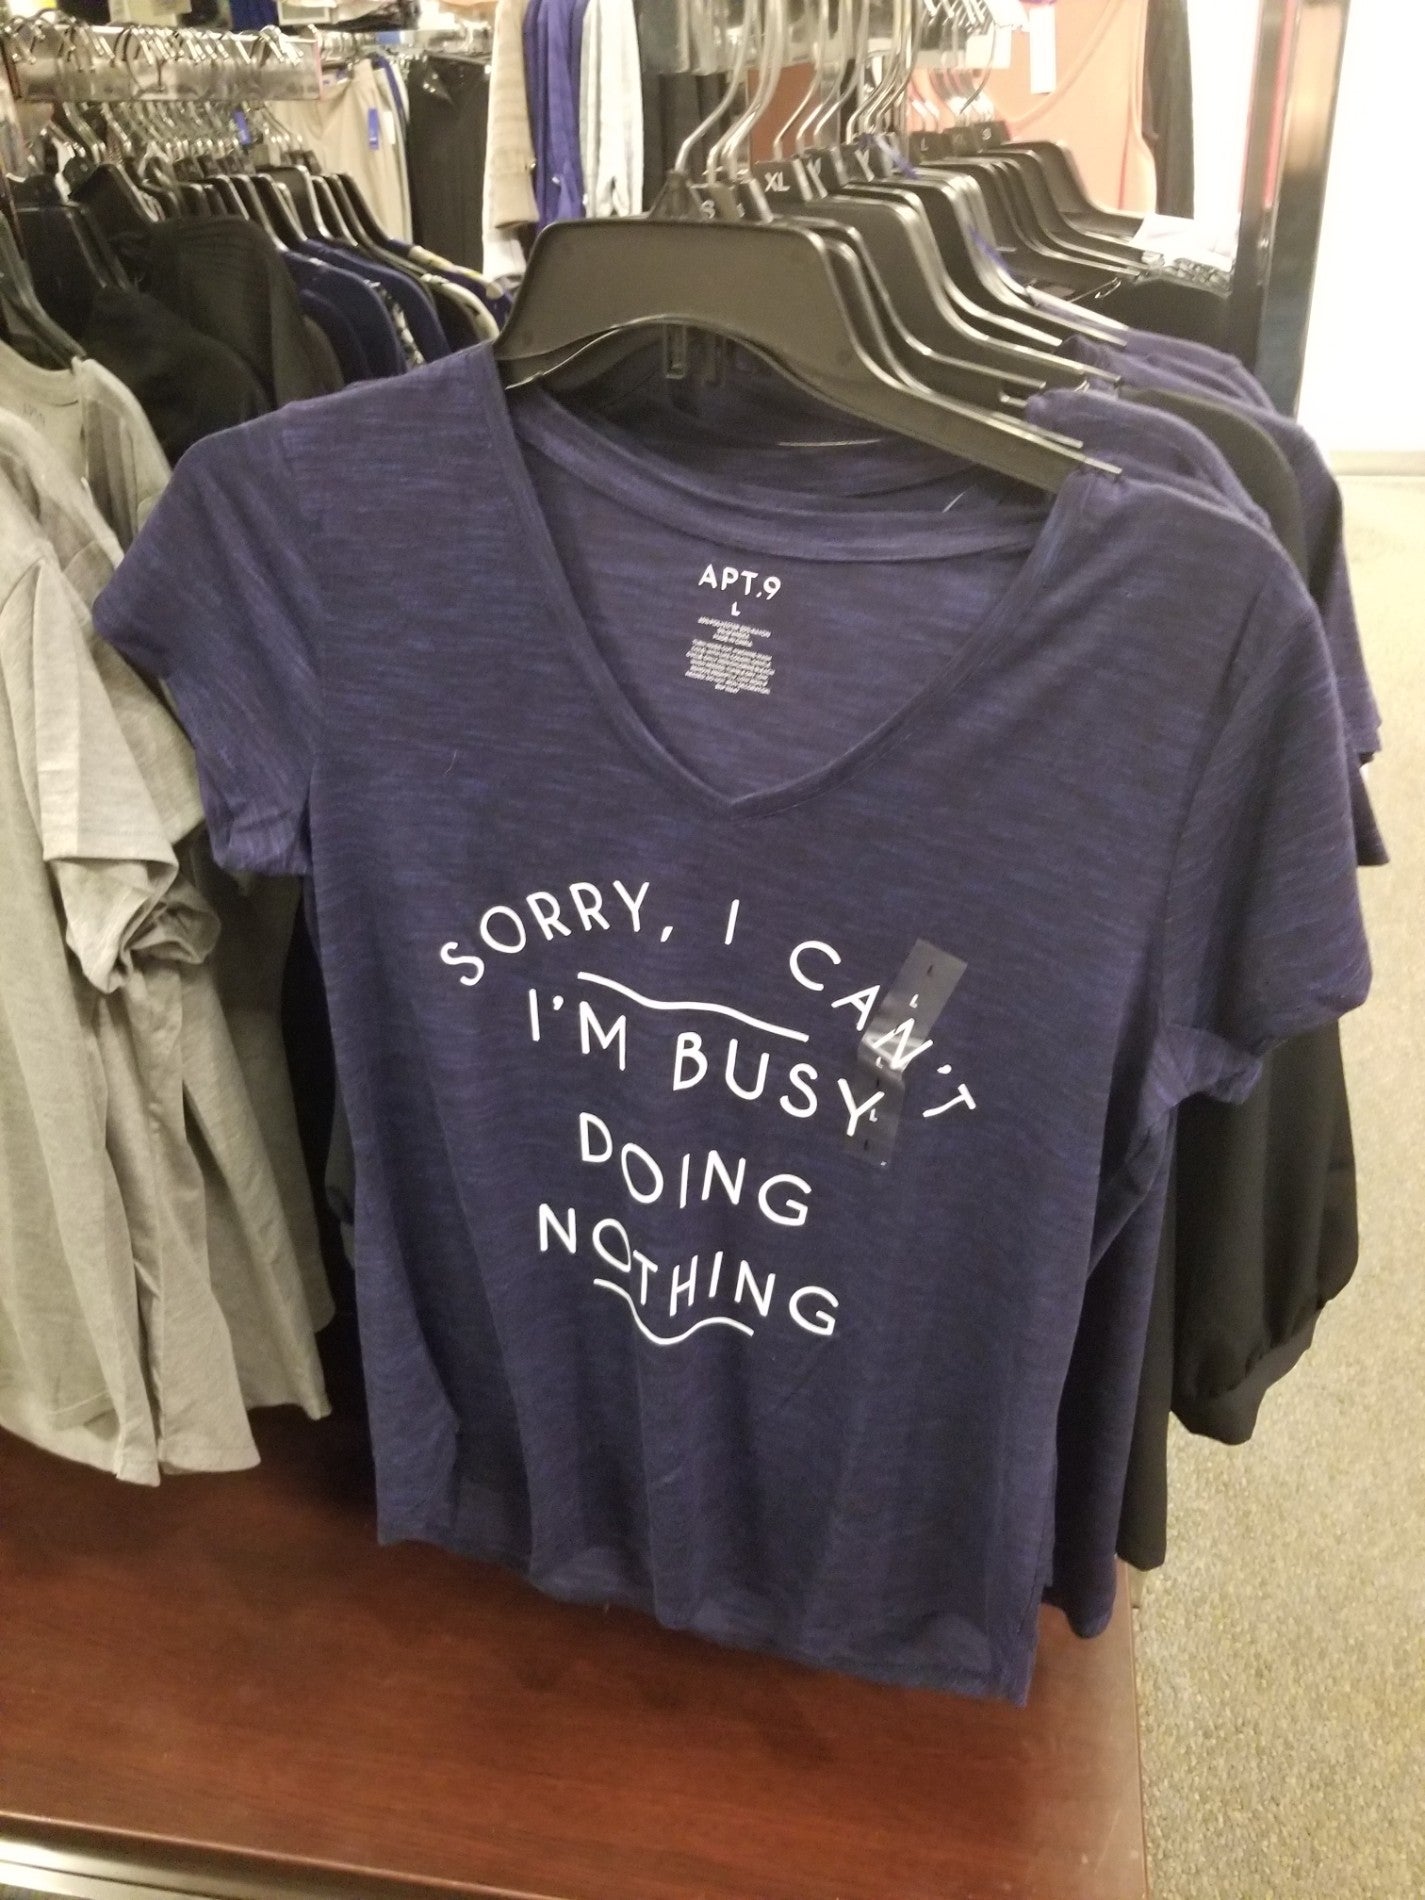 XL
S
L
APT.9
L
SORRY, I CAN'T
I'M BUSY
DOING
NOTHING
L
L
L